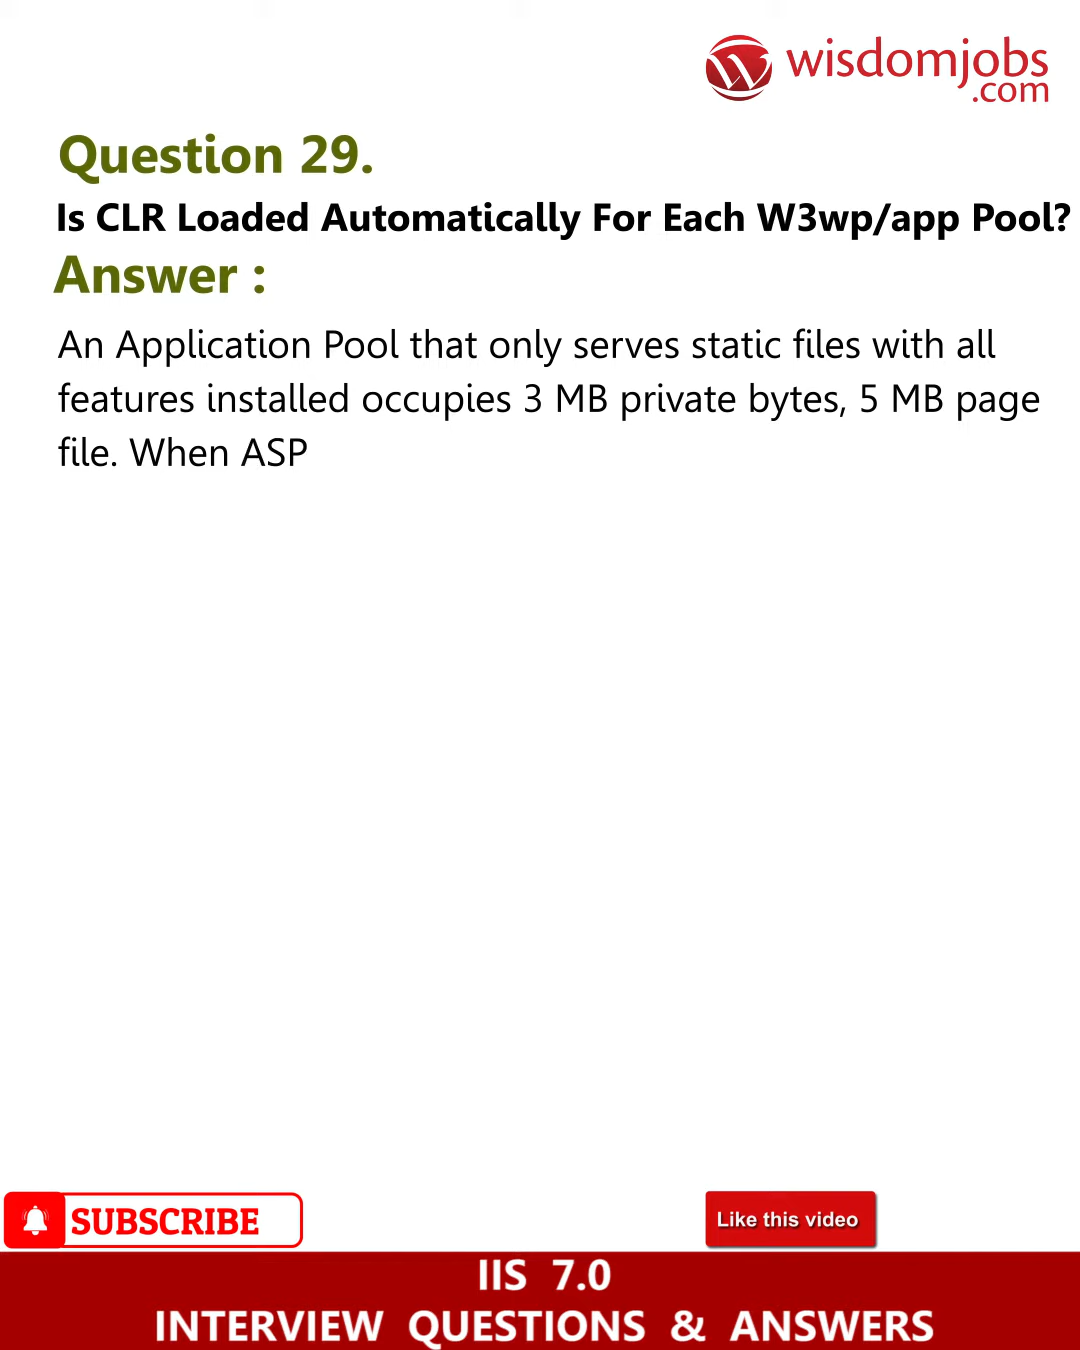 wisdomjobs
.com
Question 29.
Is CLR Loaded Automatically For Each W3wp/app Pool?
Answer :
An Application Pool that only serves static files with all
features installed occupies 3 MB private bytes, 5 MB page
file. When ASP
SUBSCRIBE
Like this video
IIS 7.0
INTERVIEW QUESTIONS & ANSWERS